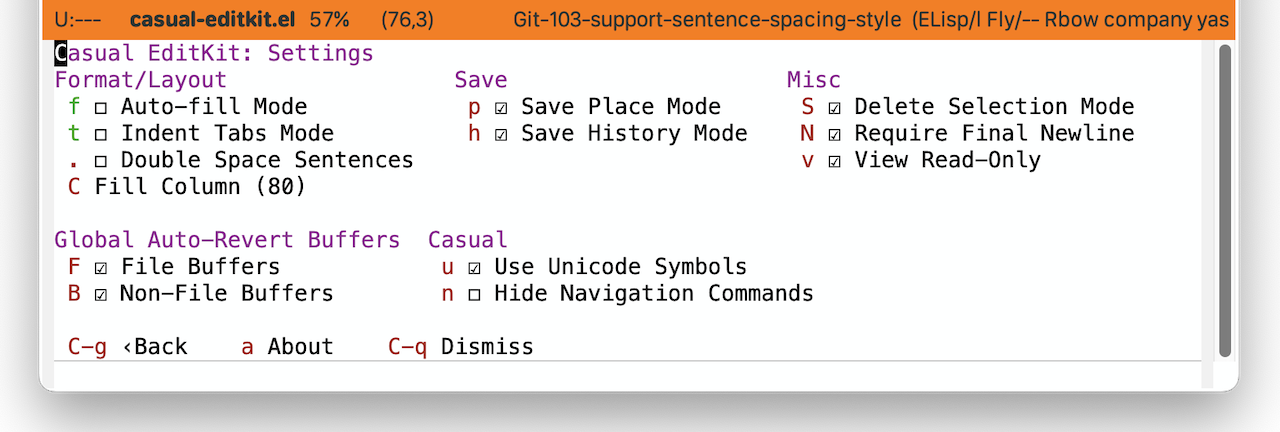 U:---  casual-editkit.el  57%  (76,3)  Git-103-support-sentence-spacing-style  (ELisp/l Fly/-- Rbow company yas
Casual EditKit: Settings
Format/Layout  Save  Misc
f ☐ Auto-fill Mode  p ☑ Save Place Mode  S ☑ Delete Selection Mode
t ☐ Indent Tabs Mode  h ☑ Save History Mode  N ☑ Require Final Newline
. ☐ Double Space Sentences  v ☑ View Read-Only
C Fill Column (80)
Global Auto-Revert Buffers  Casual
F ☑ File Buffers  u ☑ Use Unicode Symbols
B ☑ Non-File Buffers  n ☐ Hide Navigation Commands
C-g ‹Back  a About  C-q Dismiss